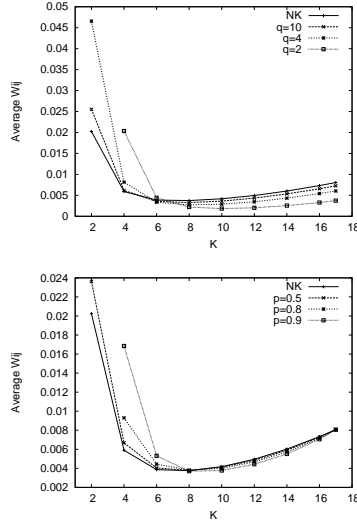 0.05
0.045
0.04
0.035
0.03
0.025
0.02
0.015
0.01
0.005
0
Average Wij
NK
q=10
q=4
q=2
2 4 6 8 10 12 14 16 18
K
0.024
0.022
0.02
0.018
0.016
0.014
0.012
0.01
0.008
0.006
0.004
0.002
Average Wij
NK
p=0.5
p=0.8
p=0.9
2 4 6 8 10 12 14 16 18
K